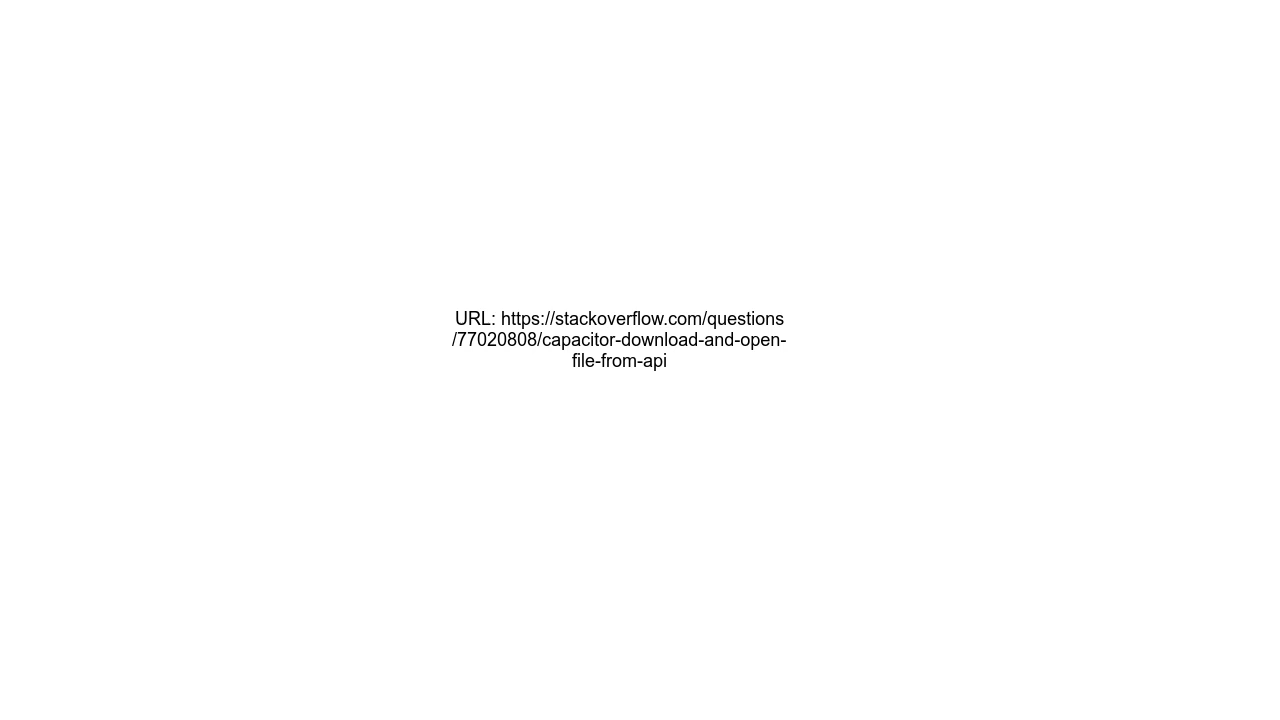 URL: https://stackoverflow.com/questions
/77020808/capacitor-download-and-open-
file-from-api